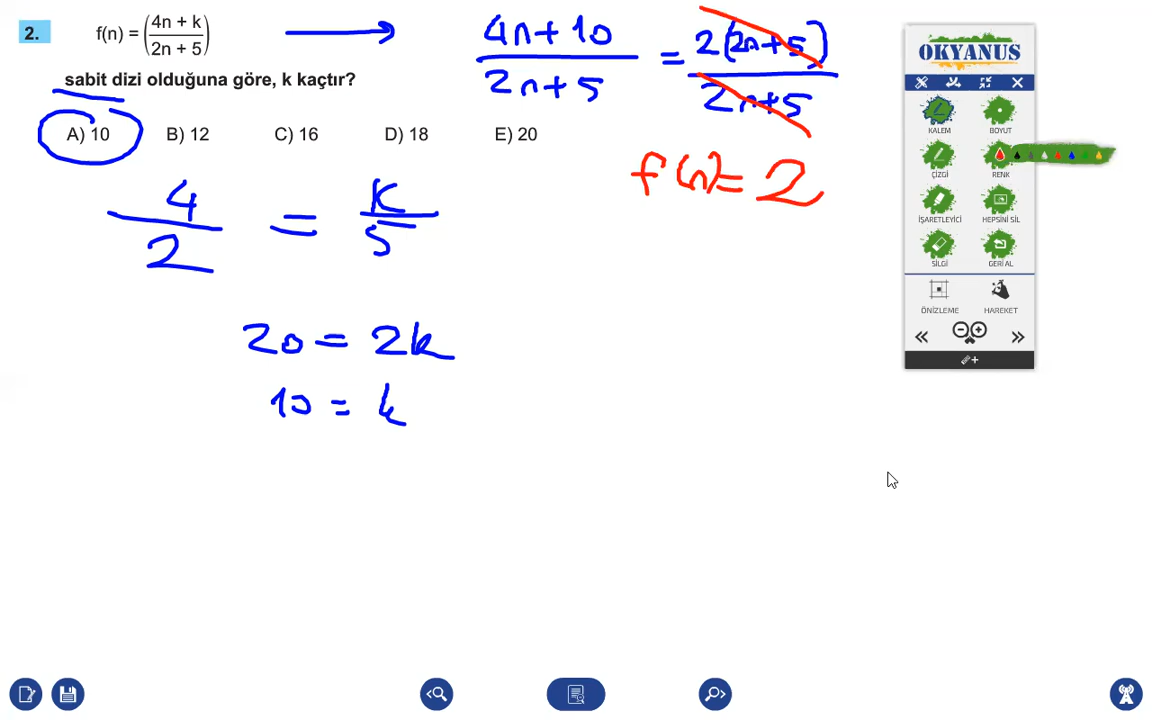 2.
f(n) = (4n + k / 2n + 5)
4n + 10 / 2n + 5 = 2(2n + 5) / 2n + 5
sabit dizi olduğuna göre, k kaçtır?
A) 10 B) 12 C) 16 D) 18 E) 20
f(n) = 2
4 / 2 = k / 5
20 = 2k
10 = k
OKYANUS
KALEM BOYUT
ÇİZGİ RENK
İŞARETLEYİCİ HEPSİNİ SİL
SİLGİ GERİ AL
ÖNİZLEME HAREKET